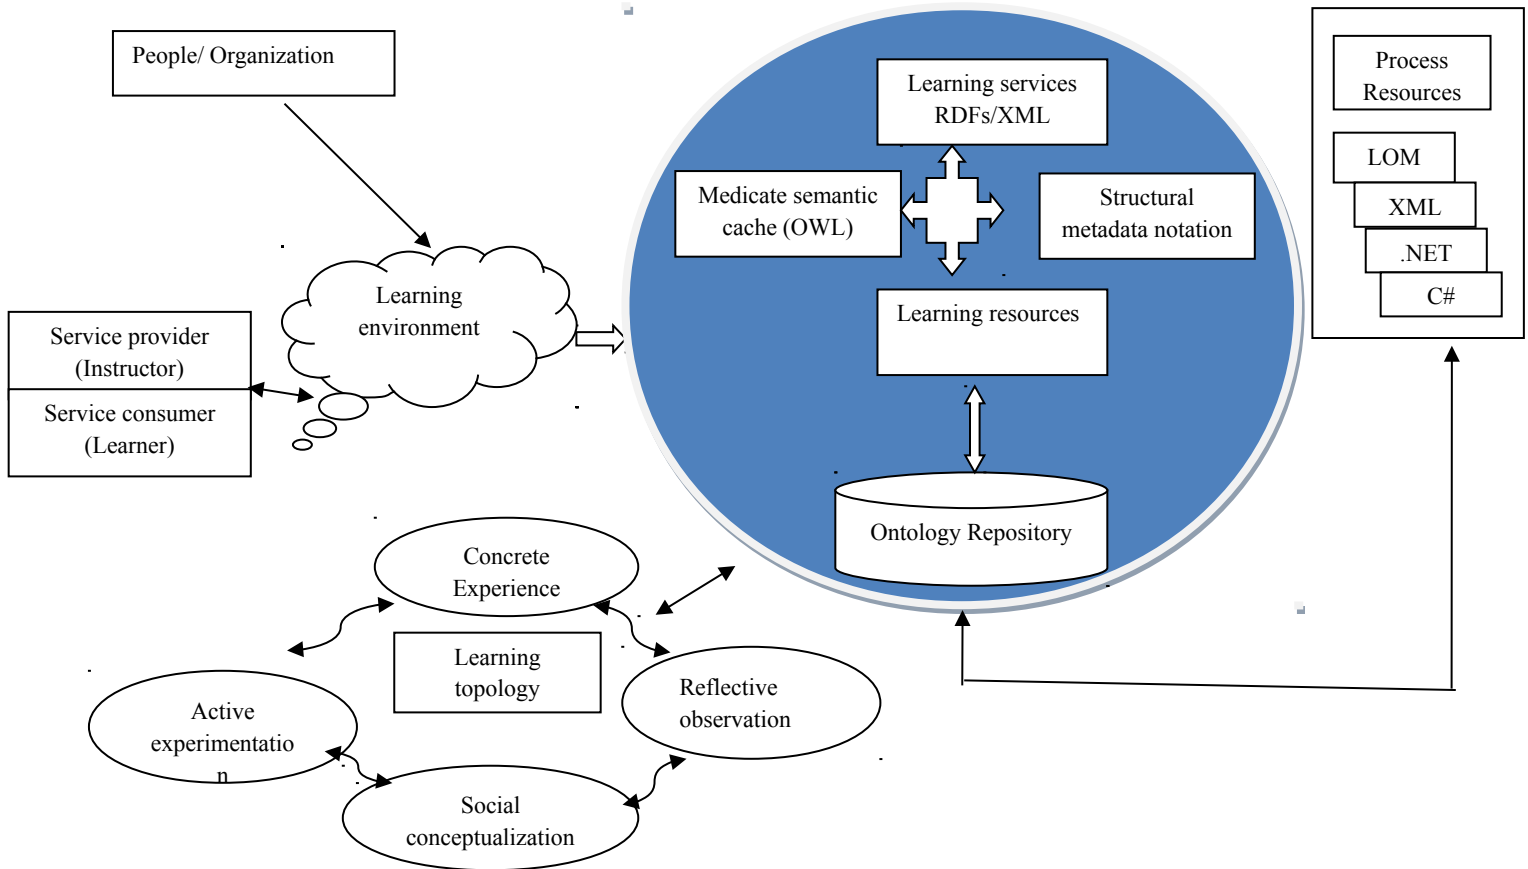 People/ Organization
Learning services
RDFs/XML
Process
Resources
LOM
XML
.NET
C#
Medicate semantic
cache (OWL)
Structural
metadata notation
Learning
environment
Learning resources
Service provider
(Instructor)
Service consumer
(Learner)
Ontology Repository
Concrete
Experience
Learning
topology
Reflective
observation
Active
experimentatio
n
Social
conceptualization